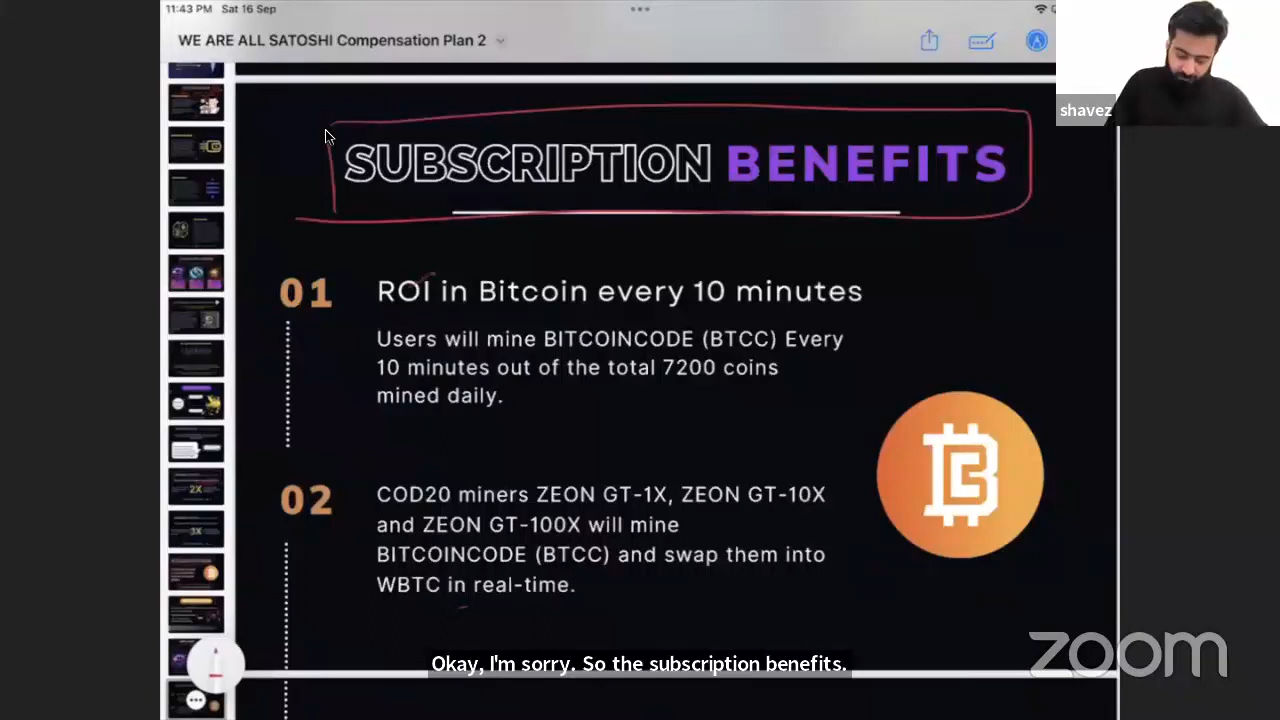 11:43 PM Sat 16 Sep
WE ARE ALL SATOSHI Compensation Plan 2
shavez
SUBSCRIPTION BENEFITS
01
ROI in Bitcoin every 10 minutes
Users will mine BITCOINCODE (BTCC) Every
10 minutes out of the total 7200 coins
mined daily.
02
COD20 miners ZEON GT-1X, ZEON GT-10X
and ZEON GT-100X will mine
BITCOINCODE (BTCC) and swap them into
WBTC in real-time.
Okay, I'm sorry. So the subscription benefits.
zoom
2X
3X